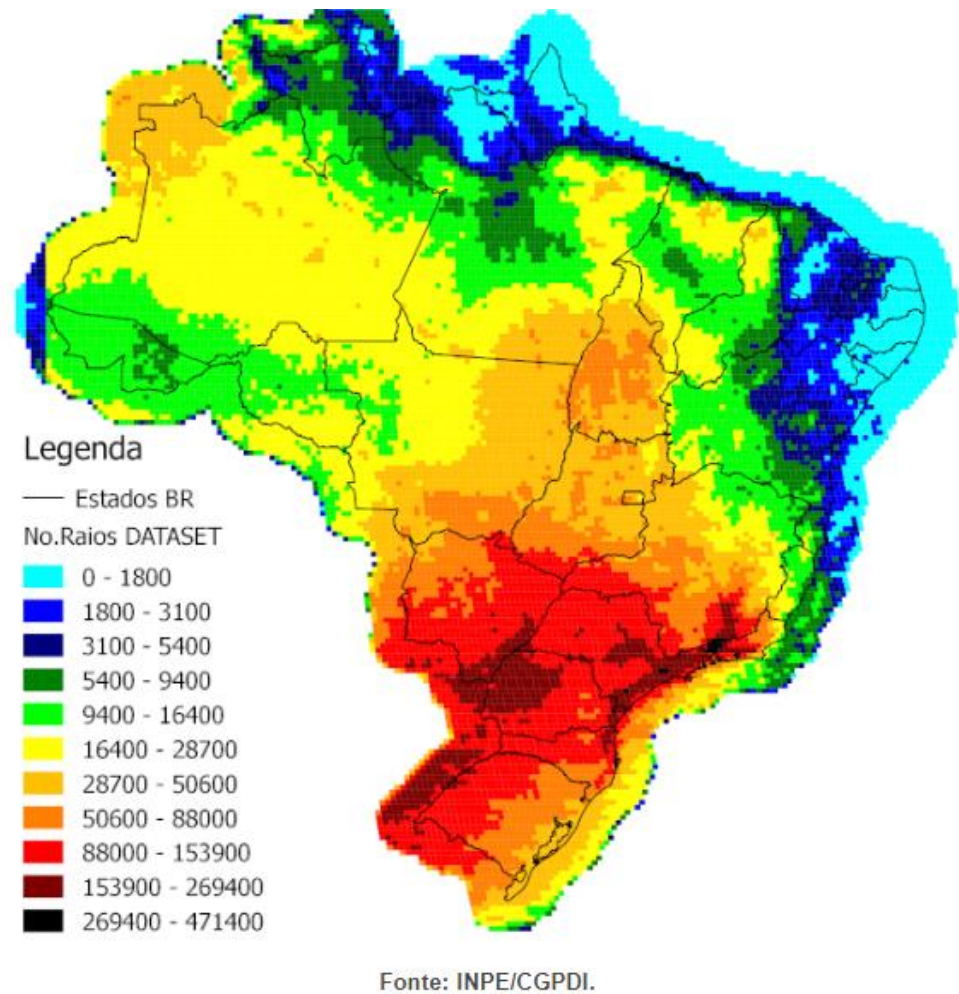 Legenda
Estados BR
No.Raios DATASET
0 - 1800
1800 - 3100
3100 - 5400
5400 - 9400
9400 - 16400
16400 - 28700
28700 - 50600
50600 - 88000
88000 - 153900
153900 - 269400
269400 - 471400
Fonte: INPE/CGPDI.